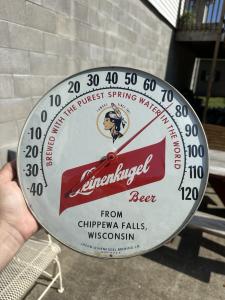 -40 -30 -20 -10 0 10 20 30 40 50 60 70 80 90 100 110 120
BREWED WITH THE PUREST SPRING WATER IN THE WORLD
Leinenkugel
Beer
FROM
CHIPPEWA FALLS,
WISCONSIN